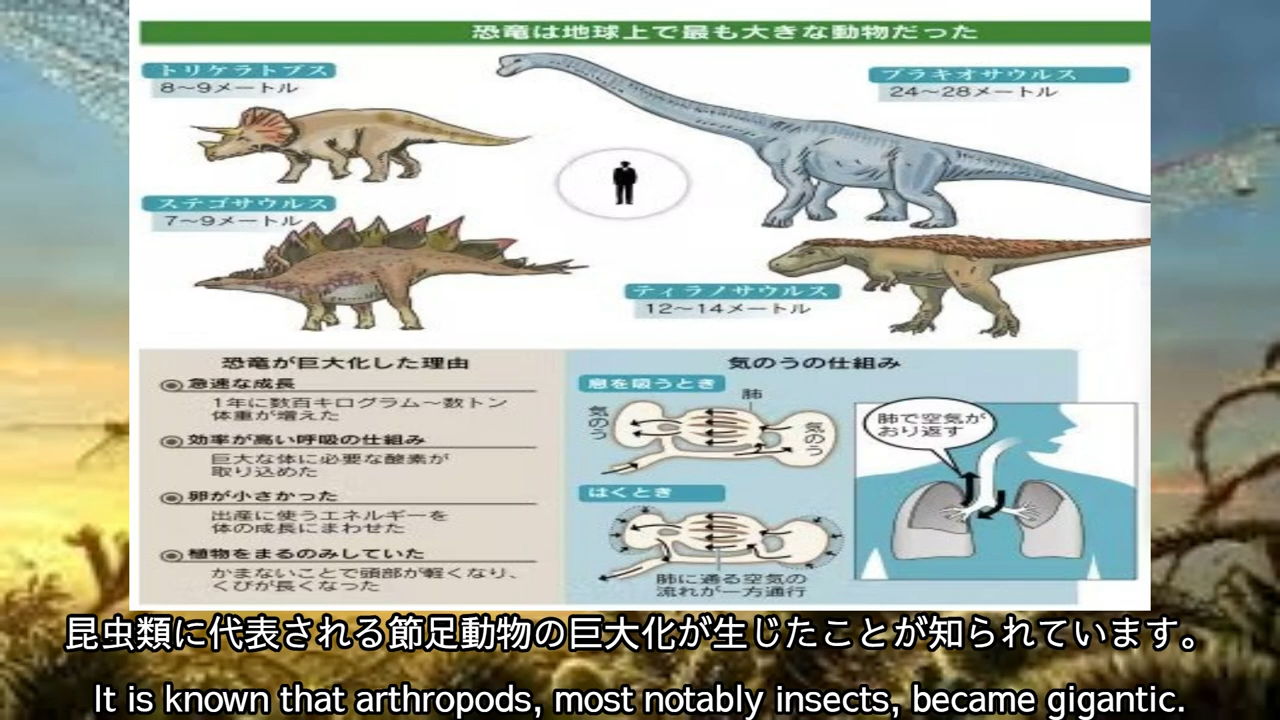 恐竜は地球上で最も大きな動物だった
トリケラトプス
8〜9メートル
ブラキオサウルス
24〜28メートル
ステゴサウルス
7〜9メートル
ティラノサウルス
12〜14メートル
恐竜が巨大化した理由
◎急速な成長
1年に数百キログラム〜数トン
体重が増えた
◎効率が高い呼吸の仕組み
巨大な体に必要な酸素が
取り込めた
◎卵が小さかった
出産に使うエネルギーを
体の成長にまわせた
◎植物をまるのみしていた
かまないことで頭部が軽くなり、
くびが長くなった
気のうの仕組み
息を吸うとき
肺
気のう
気のう
はくとき
肺に通る空気の
流れが一方通行
肺で空気が
おり返す
昆虫類に代表される節足動物の巨大化が生じたことが知られています。
It is known that arthropods, most notably insects, became gigantic.